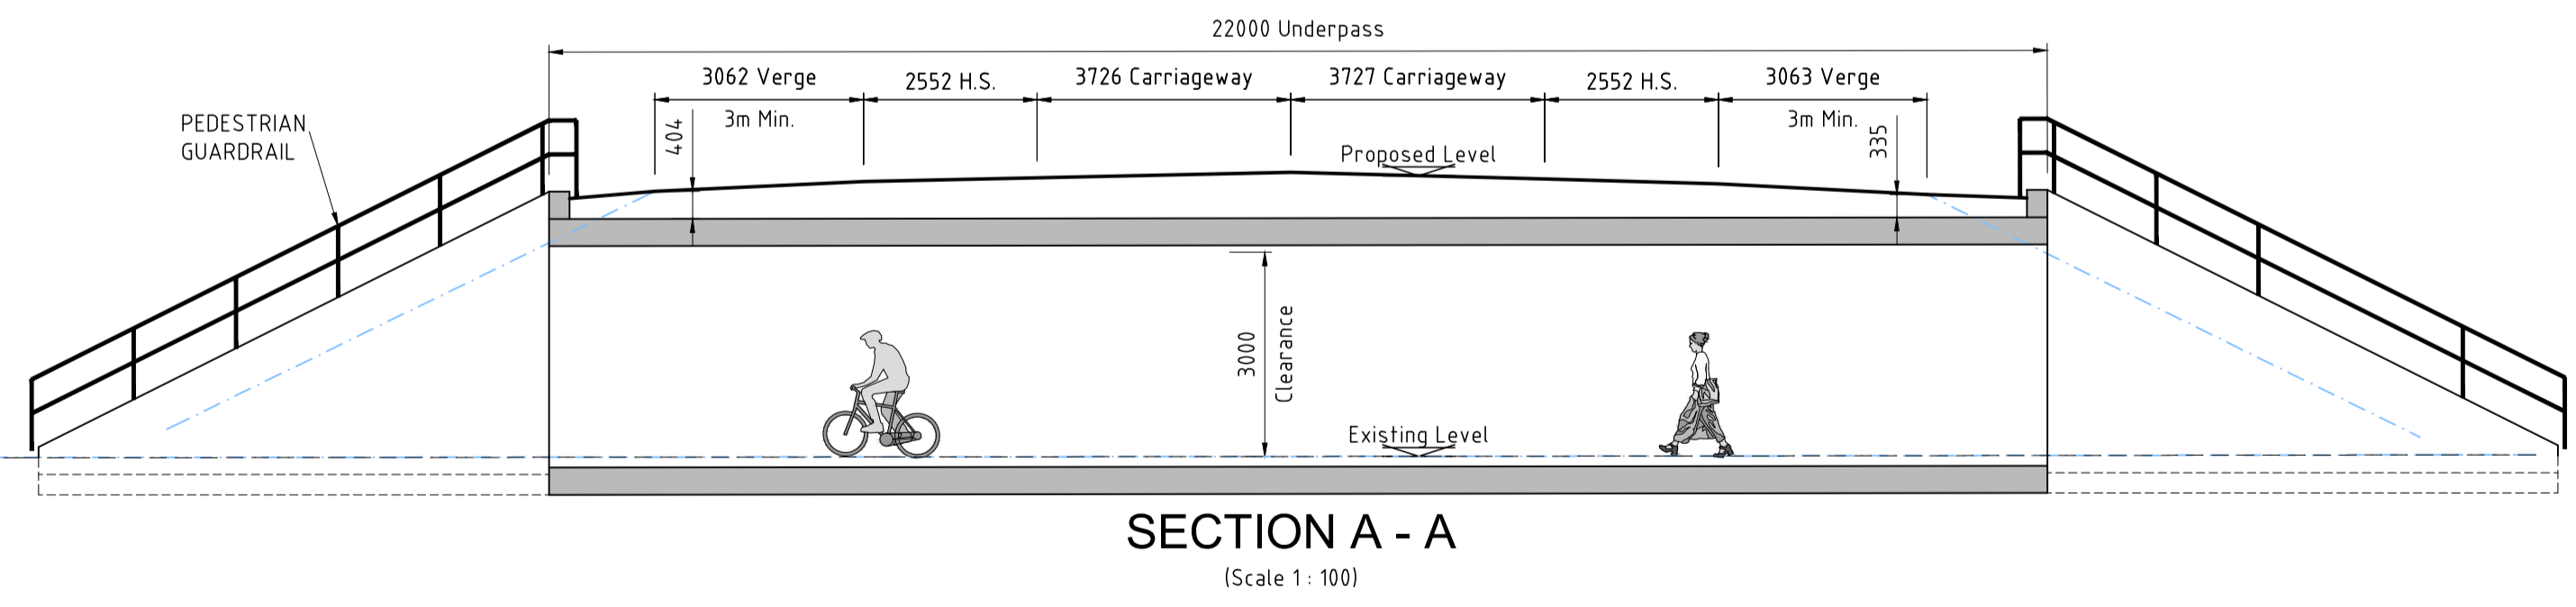 22000 Underpass
3062 Verge
2552 H.S.
3726 Carriageway
3727 Carriageway
2552 H.S.
3063 Verge
3m Min.
3m Min.
PEDESTRIAN
GUARDRAIL
404
335
Proposed Level
3000
Clearance
Existing Level
SECTION A - A
(Scale 1 : 100)